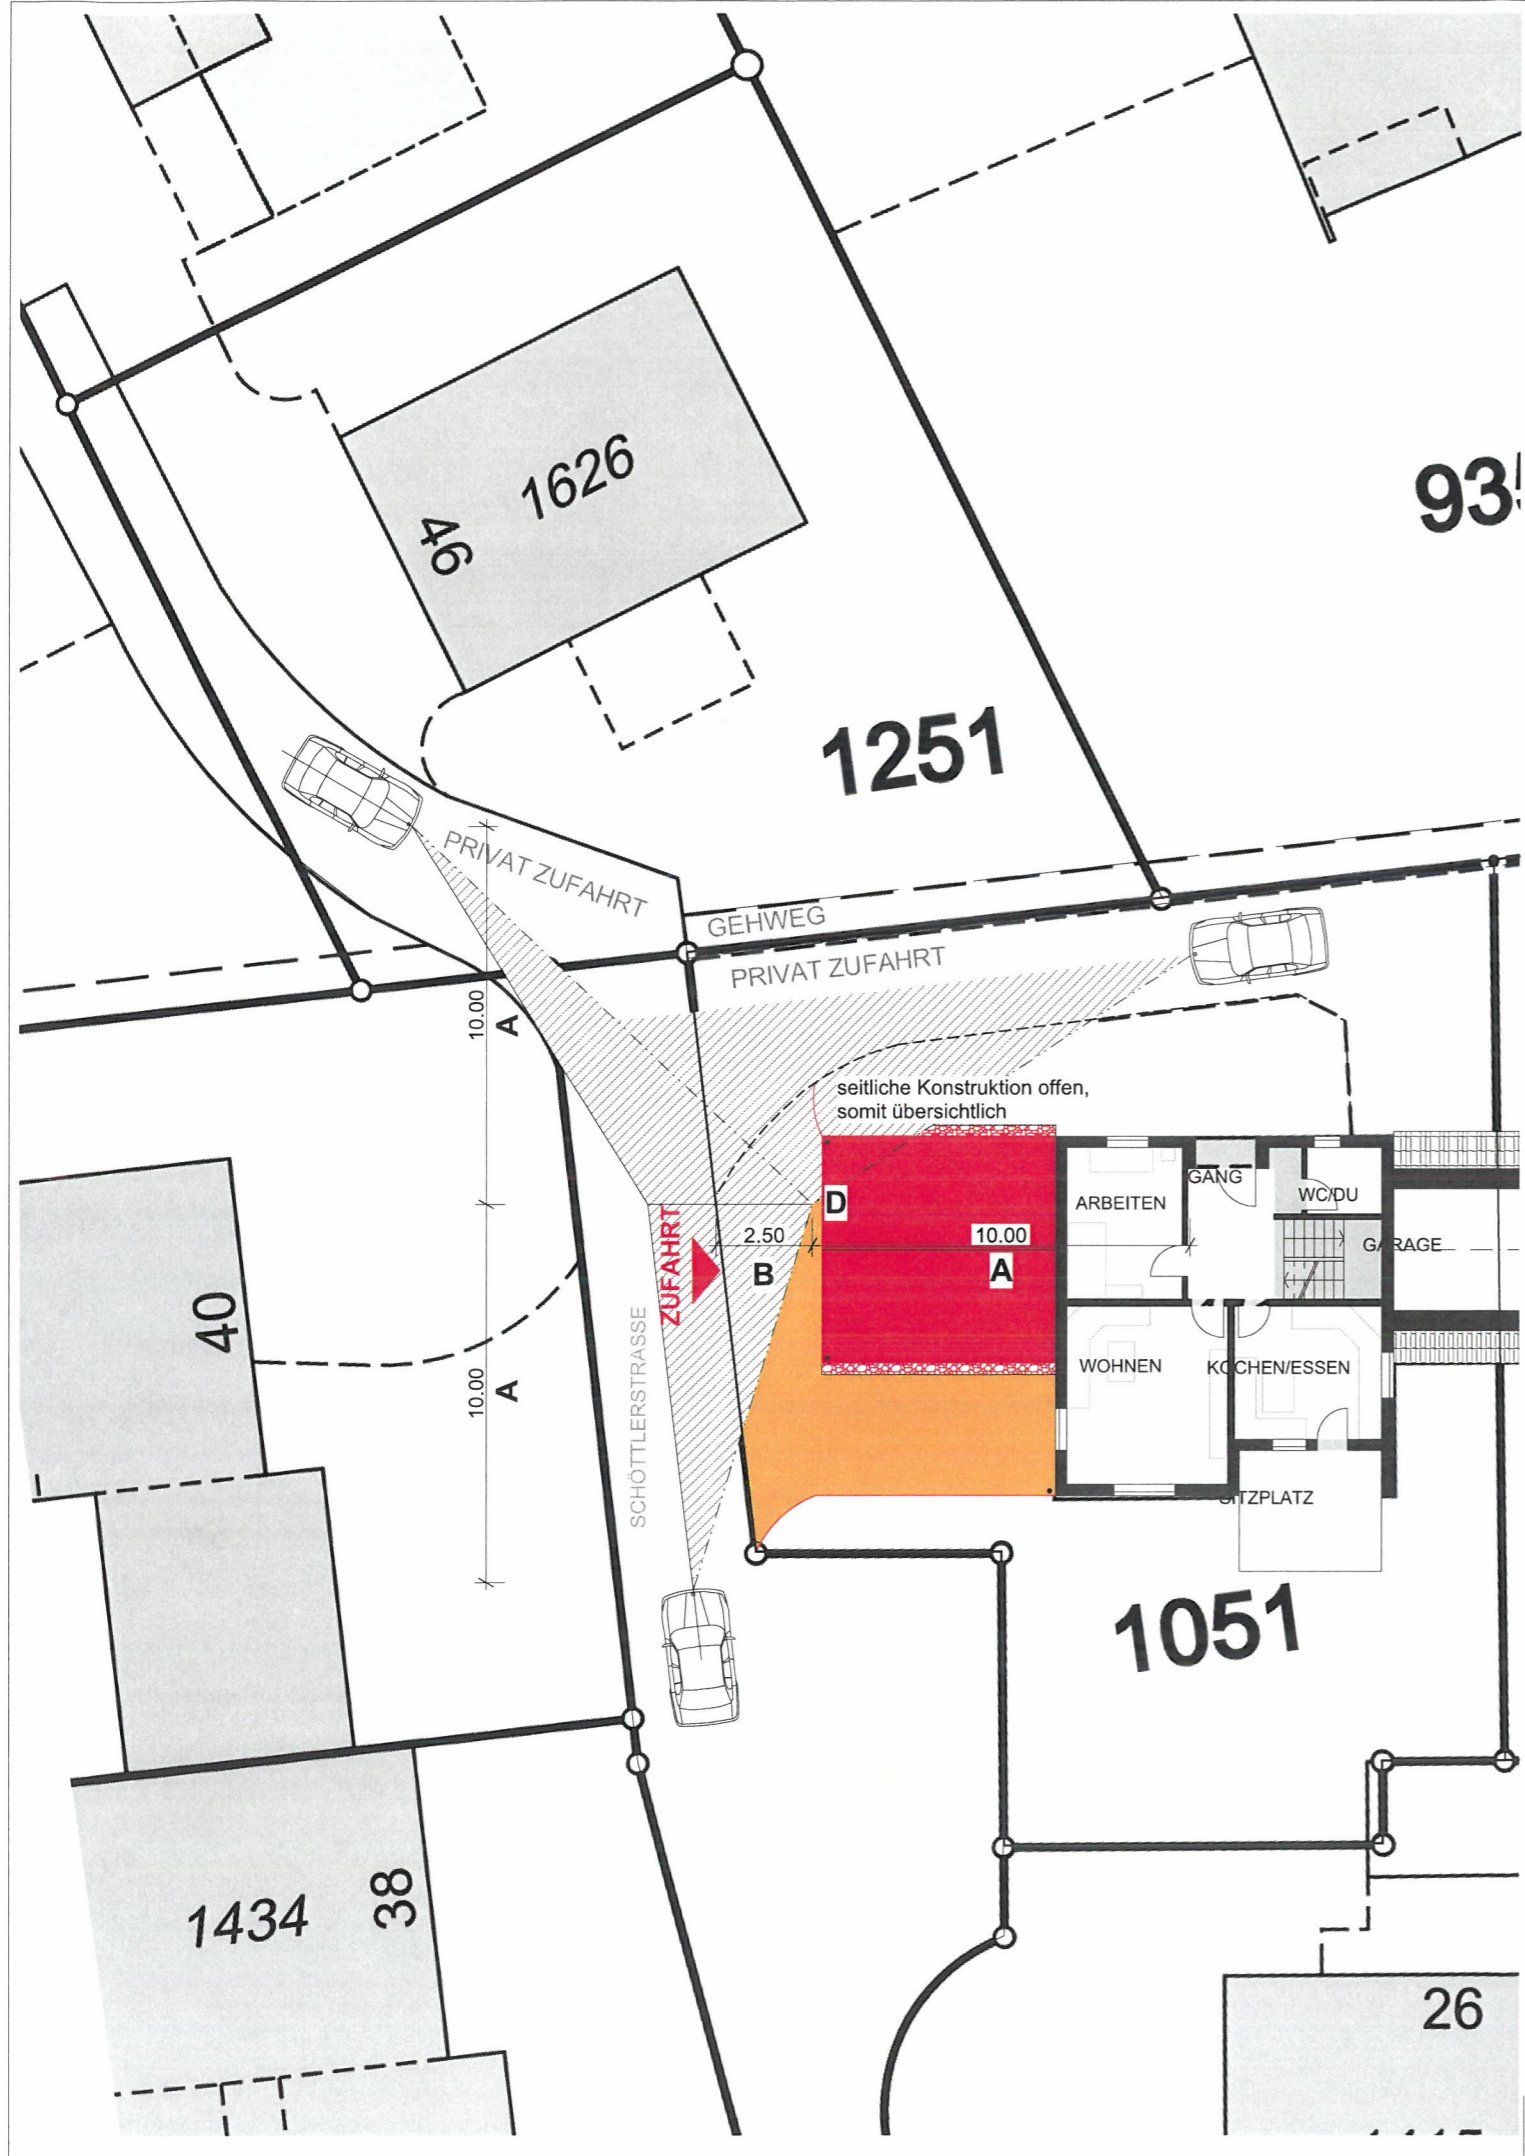 1626
46
935
1251
PRIVAT ZUFAHRT
GEHWEG
PRIVAT ZUFAHRT
10.00
A
seitliche Konstruktion offen,
somit übersichtlich
ARBEITEN
GANG
WC/DU
GARAGE
D
2.50
B
10.00
A
ZUFAHRT
SCHÖTTLERSTRASSE
10.00
A
40
WOHNEN
KOCHEN/ESSEN
SITZPLATZ
1051
1434
38
26